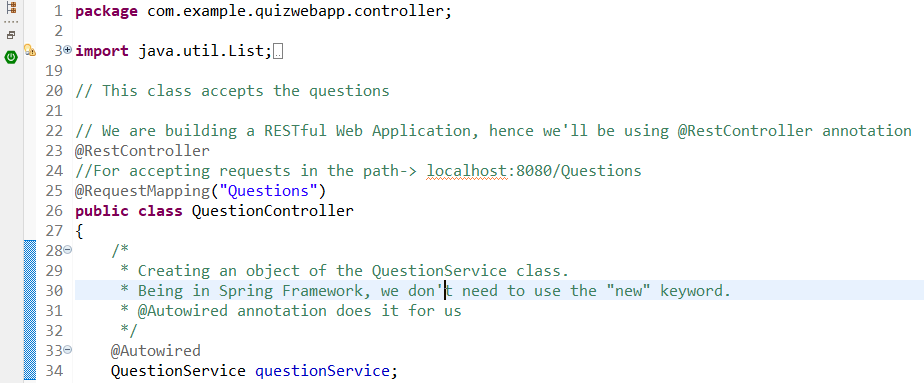 1 package com.example.quizwebapp.controller;
2
3 import java.util.List;
19
20 // This class accepts the questions
21
22 // We are building a RESTful Web Application, hence we'll be using @RestController annotation
23 @RestController
24 //For accepting requests in the path-> localhost:8080/Questions
25 @RequestMapping("Questions")
26 public class QuestionController
27 {
28 /*
29 * Creating an object of the QuestionService class.
30 * Being in Spring Framework, we don't need to use the "new" keyword.
31 * @Autowired annotation does it for us
32 */
33 @Autowired
34 QuestionService questionService;